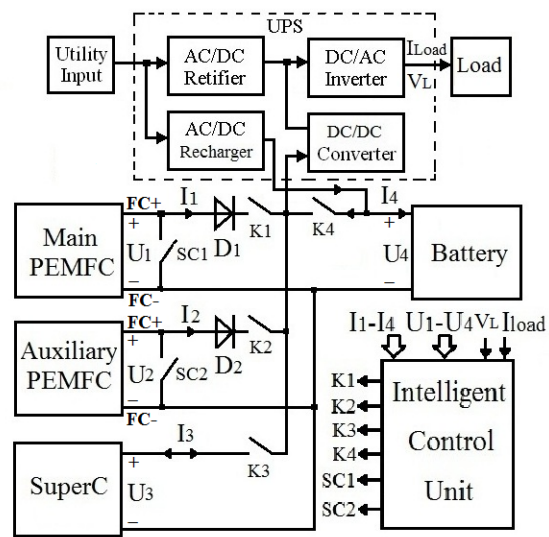 UPS
Utility
Input
AC/DC
Retifier
DC/AC
Inverter
ILoad
VL
Load
AC/DC
Recharger
DC/DC
Converter
FC+
I1
I4
Main
PEMFC
+
U1
−
SC1
D1
K1
K4
+
U4
−
Battery
FC-
FC+
I2
Auxiliary
PEMFC
+
U2
−
SC2
D2
K2
FC-
I1-I4 U1-U4 VL Iload
K1
K2
K3
K4
SC1
SC2
Intelligent
Control
Unit
I3
SuperC
+
U3
−
K3